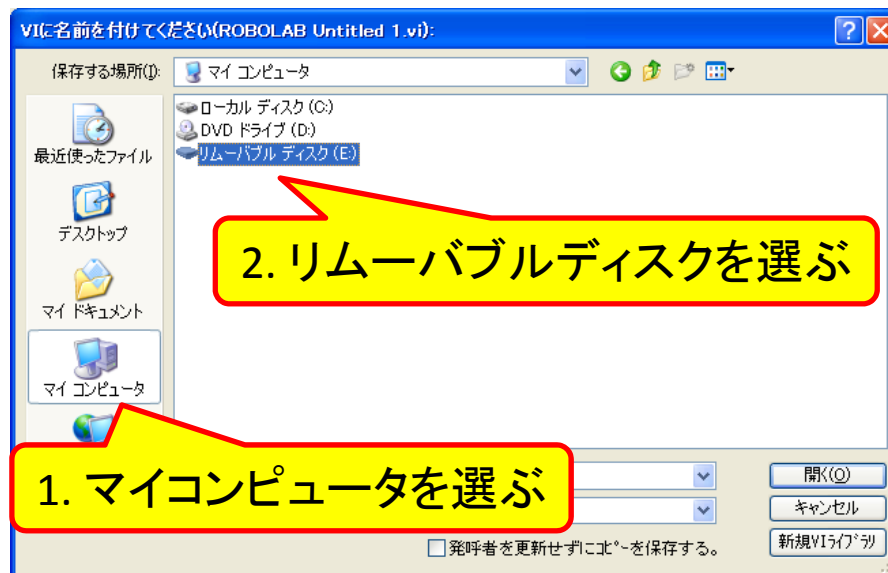 VIに名前を付けてください(ROBOLAB Untitled 1.vi):
保存する場所(I): マイ コンピュータ
ローカル ディスク (C:)
DVD ドライブ (D:)
リムーバブル ディスク (E:)
最近使ったファイル
デスクトップ
2. リムーバブルディスクを選ぶ
マイ ドキュメント
マイ コンピュータ
1. マイコンピュータを選ぶ
開く(O)
キャンセル
発呼者を更新せずにコピーを保存する。
新規VIライブラリ